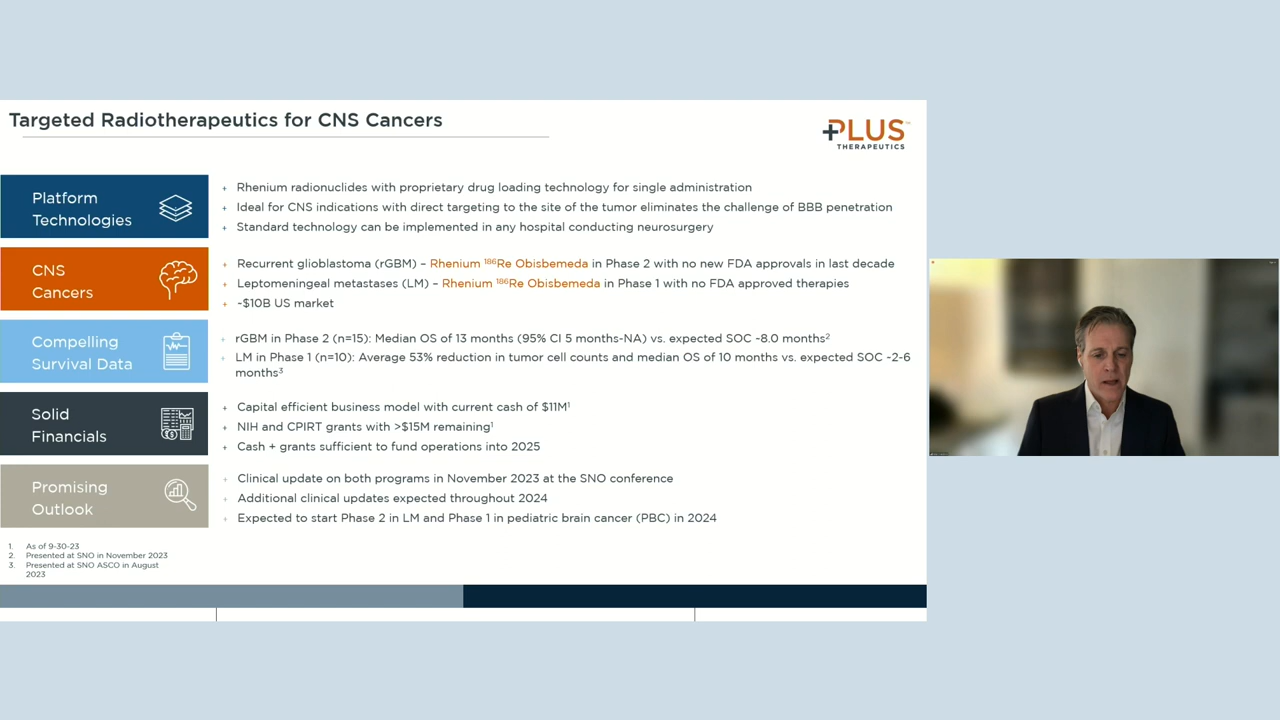 Targeted Radiotherapeutics for CNS Cancers
+PLUS
THERAPEUTICS
Platform
Technologies
+ Rhenium radionuclides with proprietary drug loading technology for single administration
+ Ideal for CNS indications with direct targeting to the site of the tumor eliminates the challenge of BBB penetration
+ Standard technology can be implemented in any hospital conducting neurosurgery
CNS
Cancers
+ Recurrent glioblastoma (rGBM) – Rhenium ¹⁸⁶Re Obisbemeda in Phase 2 with no new FDA approvals in last decade
+ Leptomeningeal metastases (LM) – Rhenium ¹⁸⁶Re Obisbemeda in Phase 1 with no FDA approved therapies
+ ~$10B US market
Compelling
Survival Data
+ rGBM in Phase 2 (n=15): Median OS of 13 months (95% CI 5 months-NA) vs. expected SOC ~8.0 months²
+ LM in Phase 1 (n=10): Average 53% reduction in tumor cell counts and median OS of 10 months vs. expected SOC ~2-6
months³
Solid
Financials
+ Capital efficient business model with current cash of $11M¹
+ NIH and CPIRT grants with >$15M remaining¹
+ Cash + grants sufficient to fund operations into 2025
Promising
Outlook
+ Clinical update on both programs in November 2023 at the SNO conference
+ Additional clinical updates expected throughout 2024
+ Expected to start Phase 2 in LM and Phase 1 in pediatric brain cancer (PBC) in 2024
1. As of 9-30-23
2. Presented at SNO in November 2023
3. Presented at SNO ASCO in August
2023